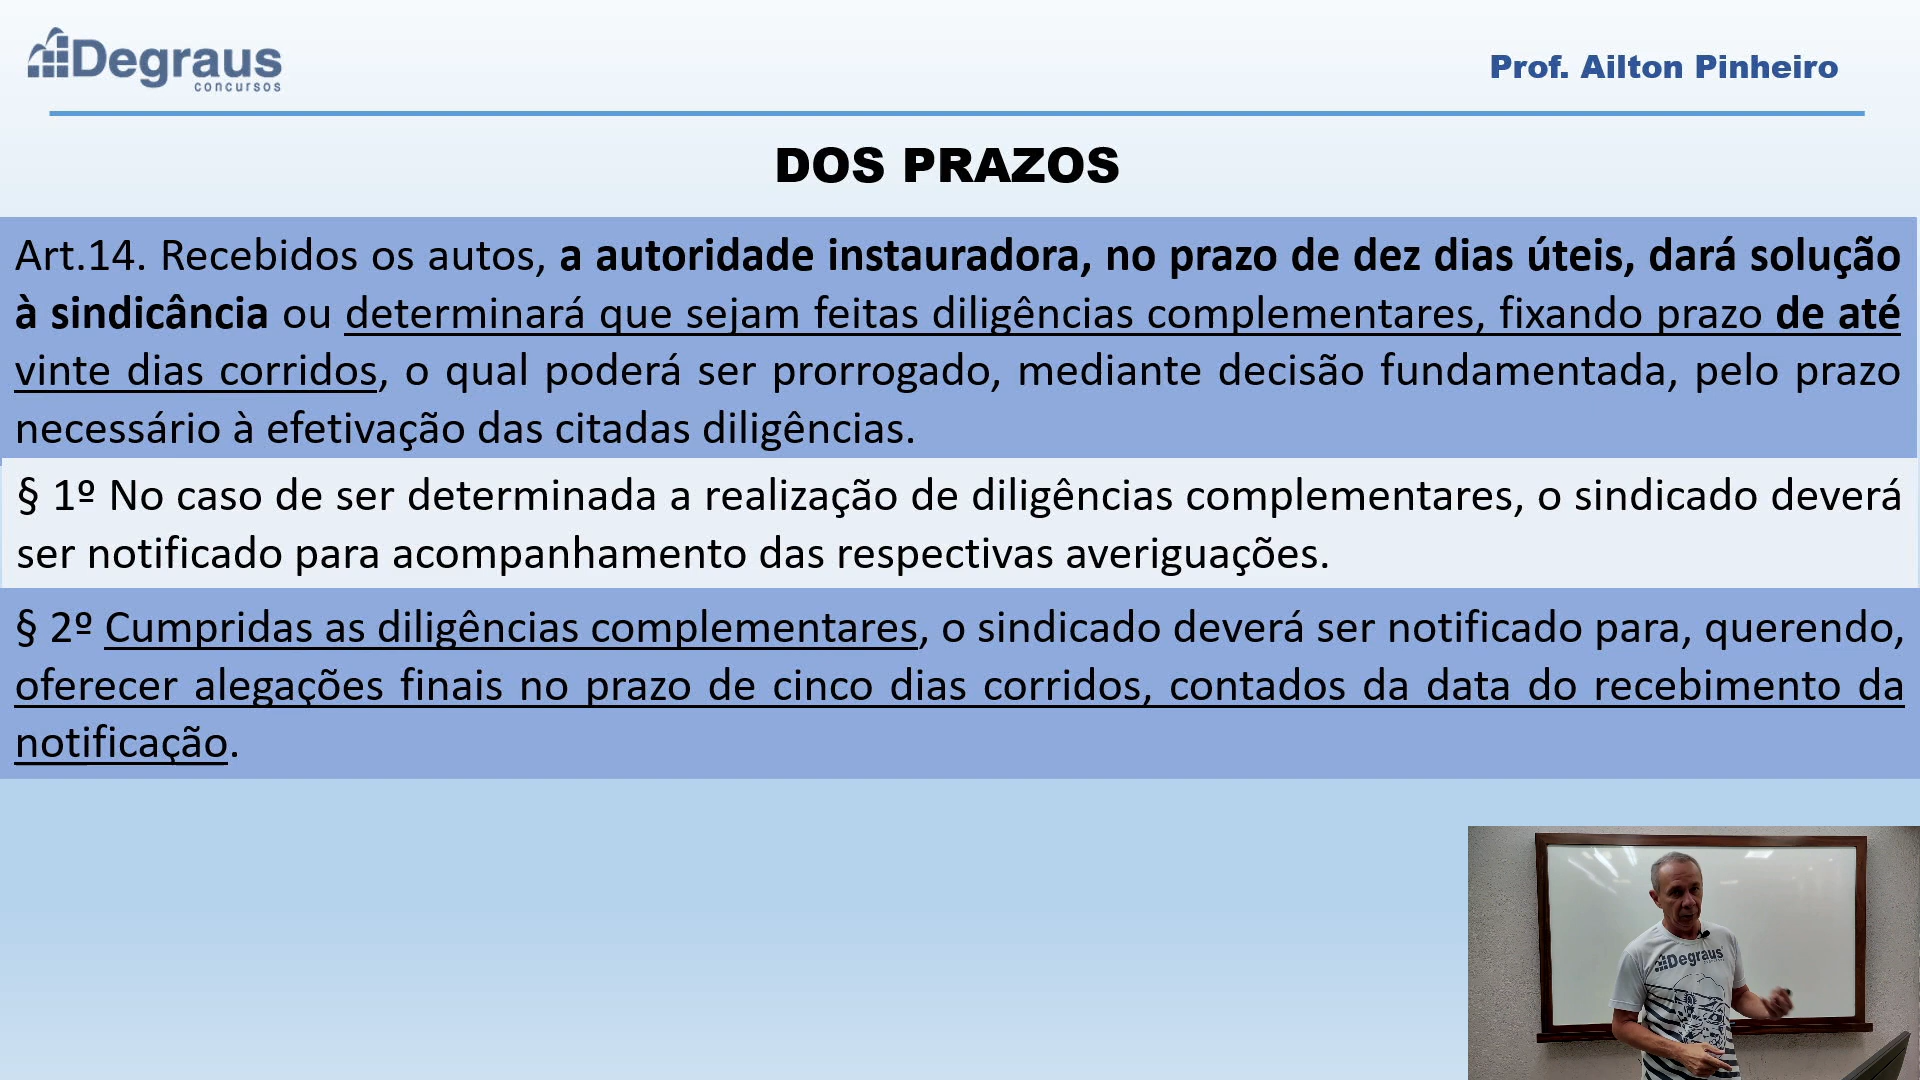 Degraus
concursos
Prof. Ailton Pinheiro
DOS PRAZOS
Art.14. Recebidos os autos, a autoridade instauradora, no prazo de dez dias úteis, dará solução
à sindicância ou determinará que sejam feitas diligências complementares, fixando prazo de até
vinte dias corridos, o qual poderá ser prorrogado, mediante decisão fundamentada, pelo prazo
necessário à efetivação das citadas diligências.
§ 1º No caso de ser determinada a realização de diligências complementares, o sindicado deverá
ser notificado para acompanhamento das respectivas averiguações.
§ 2º Cumpridas as diligências complementares, o sindicado deverá ser notificado para, querendo,
oferecer alegações finais no prazo de cinco dias corridos, contados da data do recebimento da
notificação.
Degraus